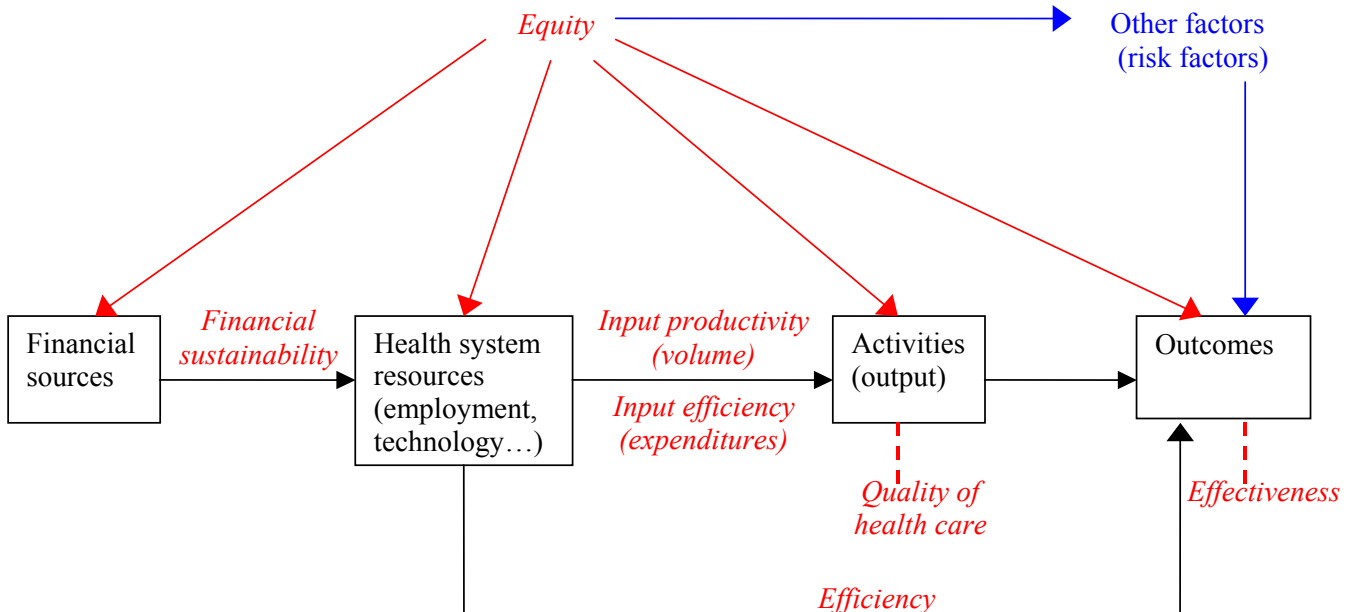 Equity
Other factors
(risk factors)
Financial
sources
Financial
sustainability
Health system
resources
(employment,
technology…)
Input productivity
(volume)
Input efficiency
(expenditures)
Activities
(output)
Outcomes
Quality of
health care
Effectiveness
Efficiency